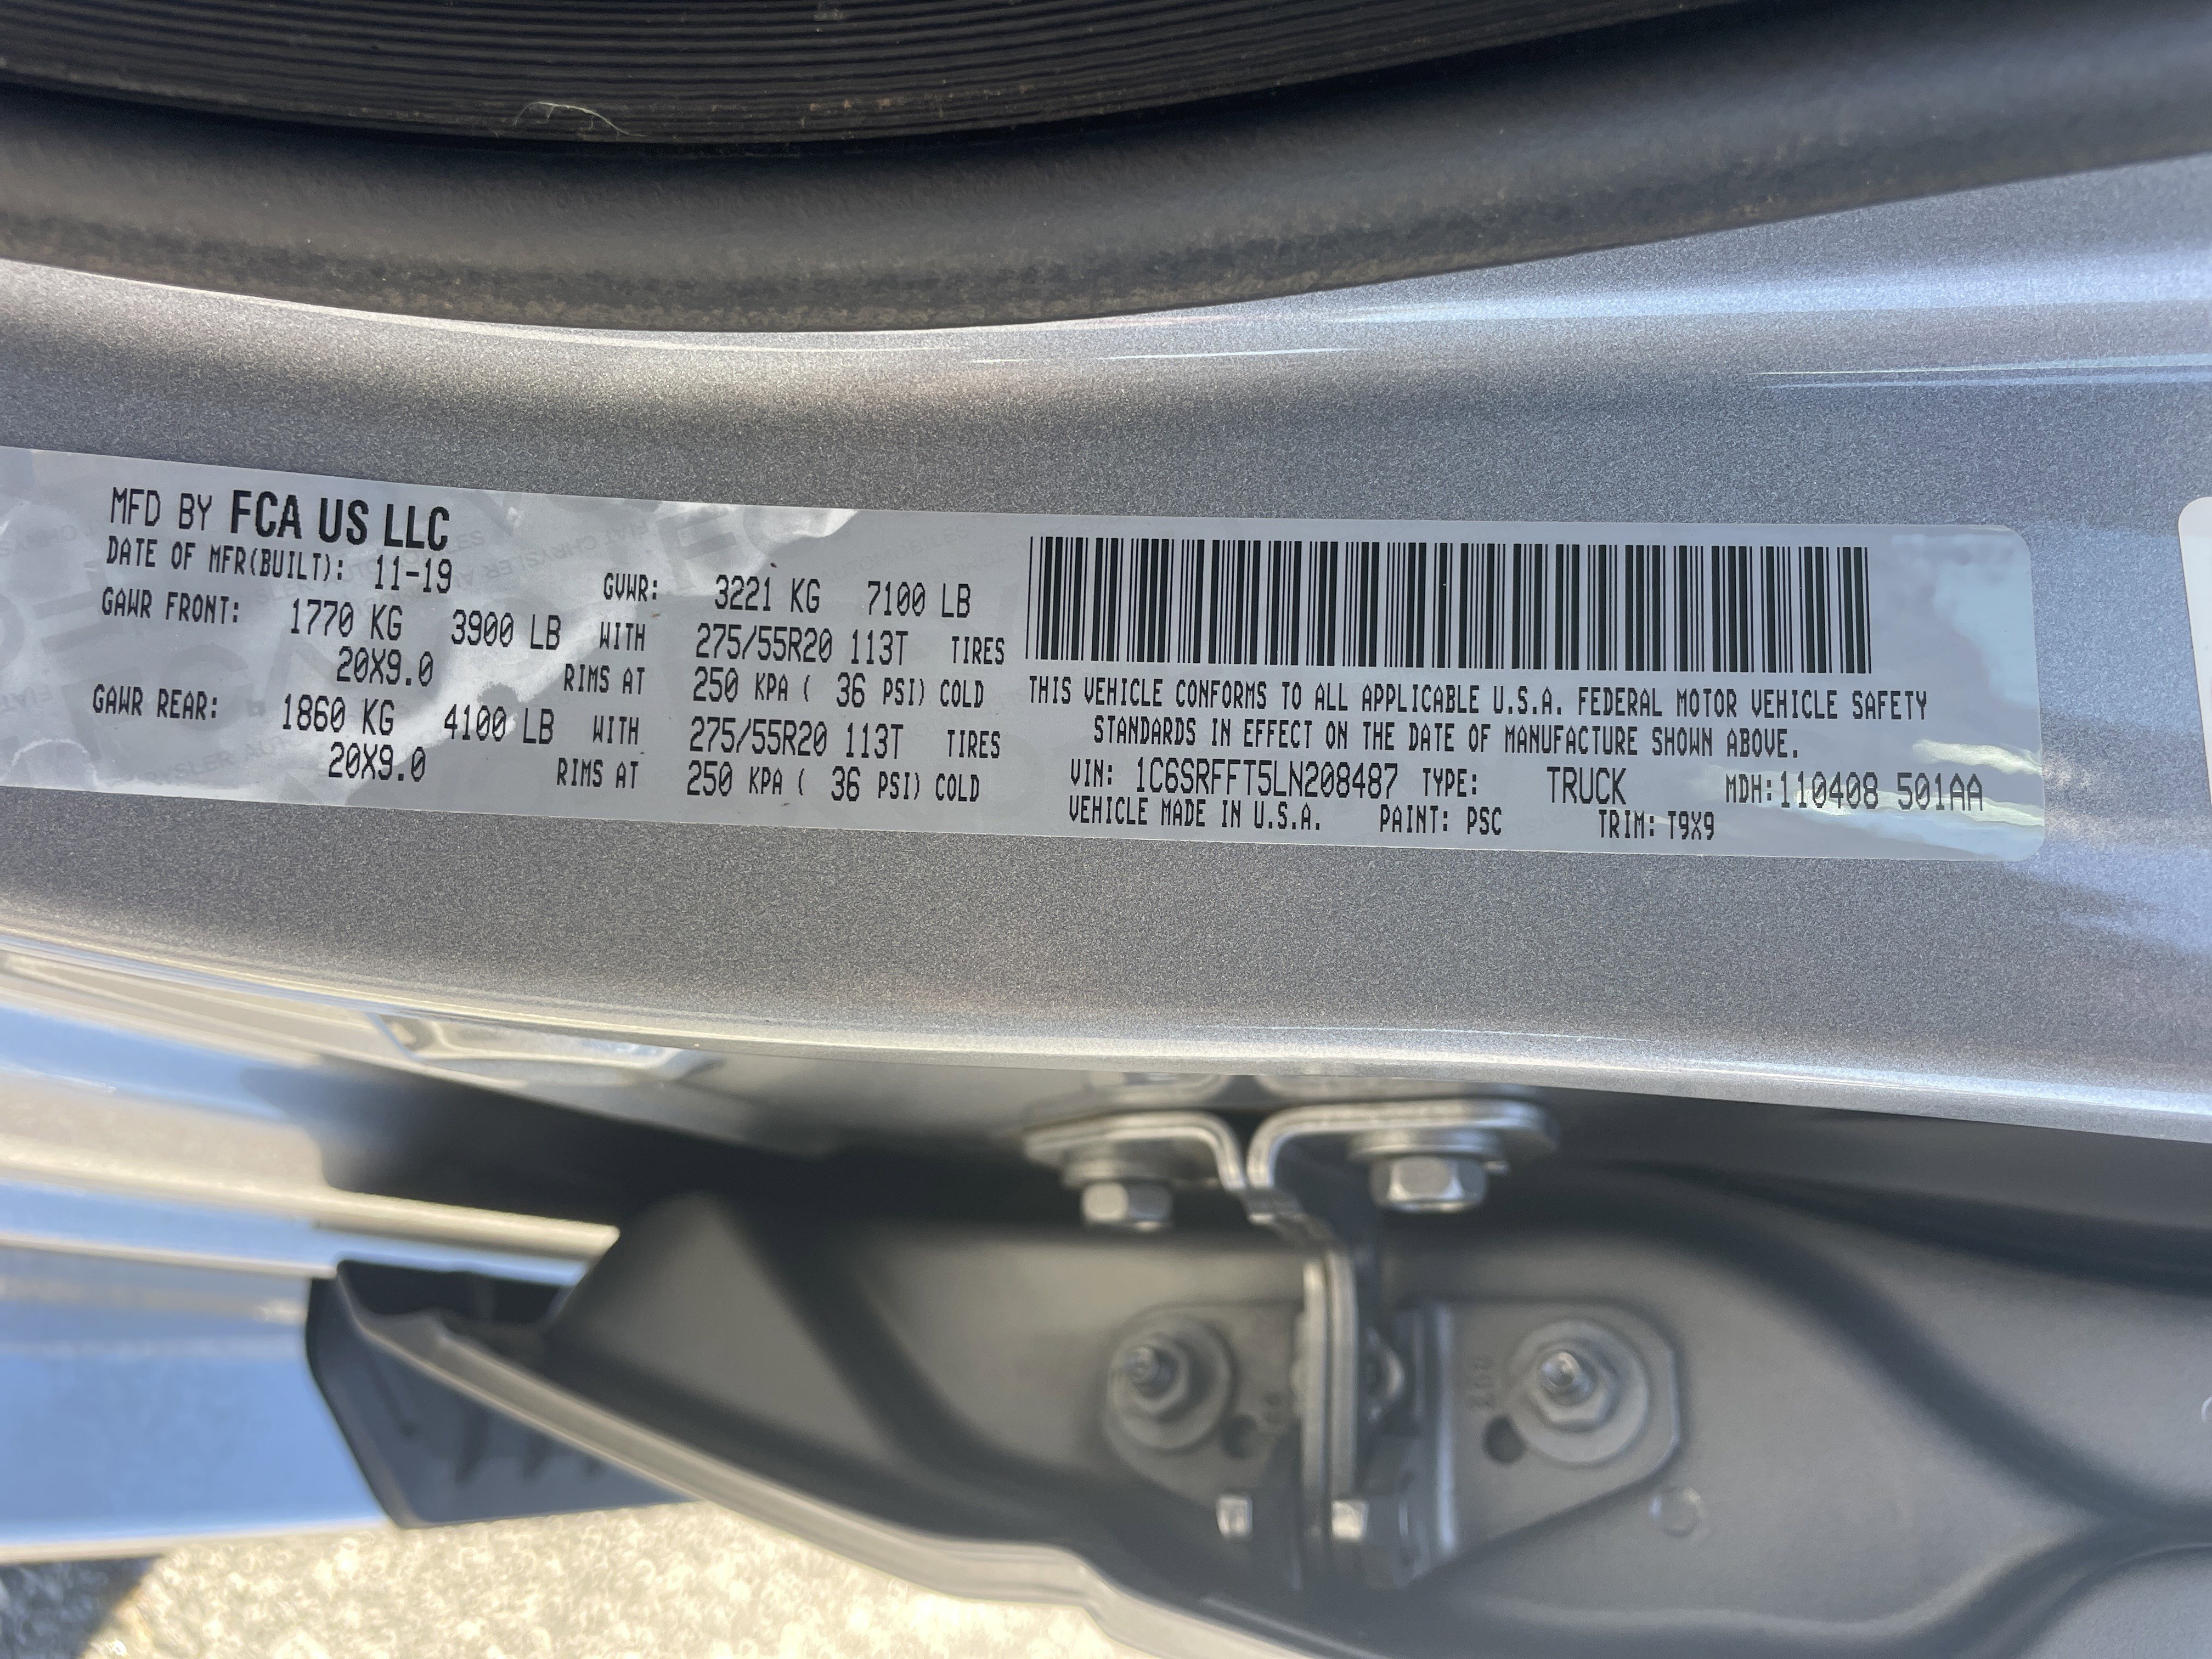 MFD BY FCA US LLC
DATE OF MFR(BUILT): 11-19 GVWR: 3221 KG 7100 LB
GAWR FRONT: 1770 KG 3900 LB WITH 275/55R20 113T TIRES
20X9.0 RIMS AT 250 KPA ( 36 PSI) COLD
GAWR REAR: 1860 KG 4100 LB WITH 275/55R20 113T TIRES
20X9.0 RIMS AT 250 KPA ( 36 PSI) COLD
THIS VEHICLE CONFORMS TO ALL APPLICABLE U.S.A. FEDERAL MOTOR VEHICLE SAFETY
STANDARDS IN EFFECT ON THE DATE OF MANUFACTURE SHOWN ABOVE.
VIN: 1C6SRFFT5LN208487 TYPE: TRUCK MDH:110408 501AA
VEHICLE MADE IN U.S.A. PAINT: PSC TRIM: T9X9